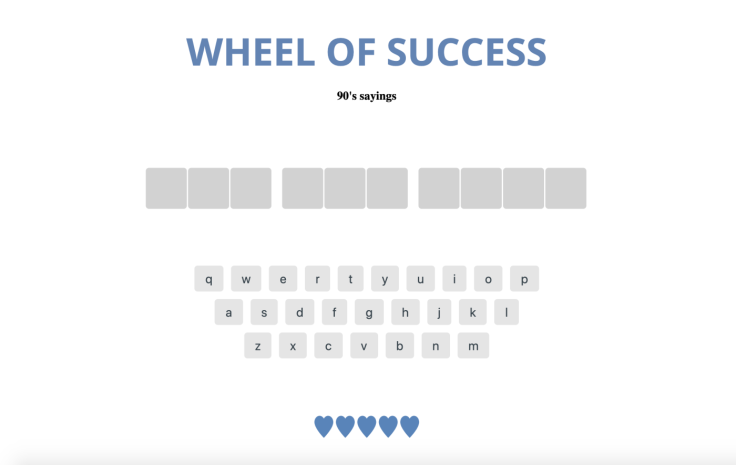 WHEEL OF SUCCESS
90's sayings
q w e r t y u i o p
a s d f g h j k l
z x c v b n m